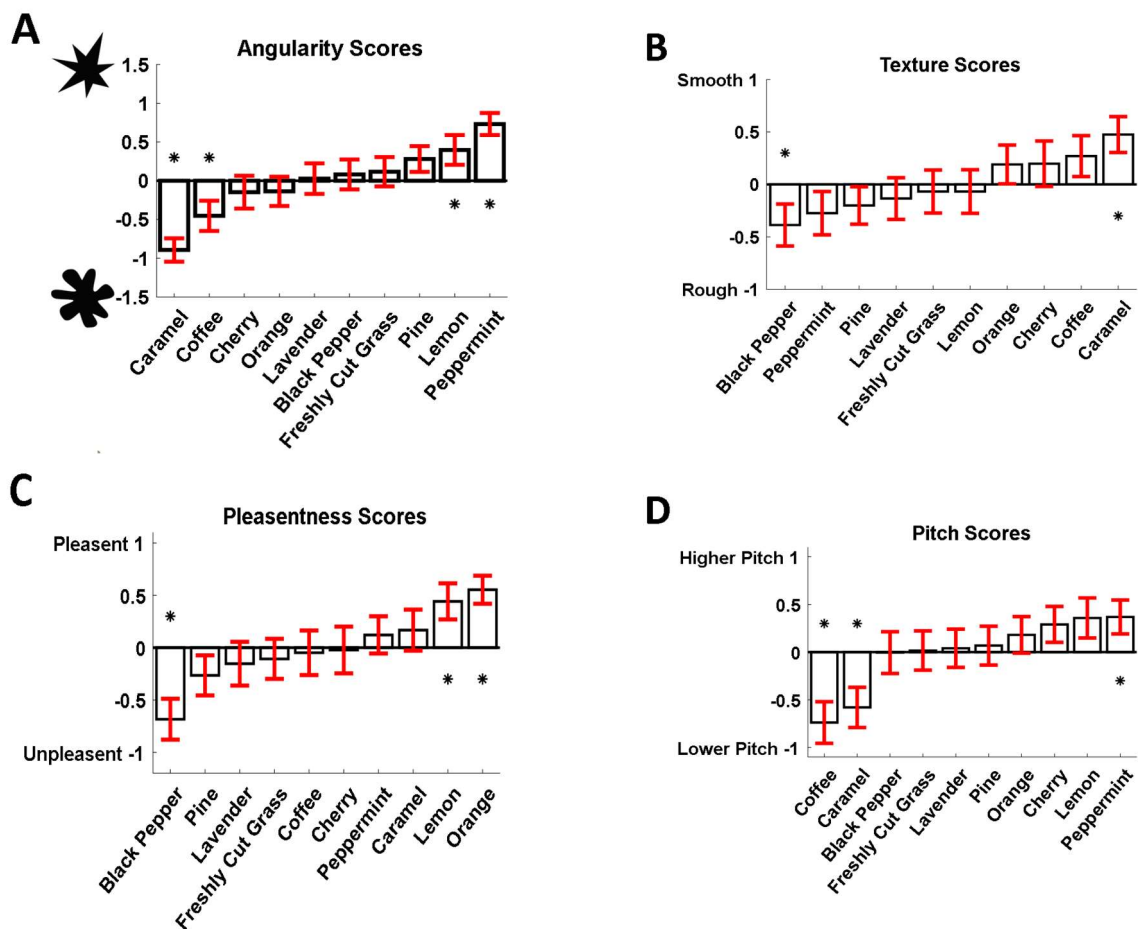 A
Angularity Scores
1.5
1
0.5
0
-0.5
-1
-1.5
*
*
*
*
Caramel
Coffee
Cherry
Orange
Lavender
Black Pepper
Freshly Cut Grass
Pine
Lemon
Peppermint
B
Texture Scores
Smooth 1
0.5
0
-0.5
Rough -1
*
*
Black Pepper
Peppermint
Pine
Lavender
Freshly Cut Grass
Lemon
Orange
Cherry
Coffee
Caramel
C
Pleasentness Scores
Pleasent 1
0.5
0
-0.5
Unpleasent -1
*
*
*
Black Pepper
Pine
Lavender
Freshly Cut Grass
Coffee
Cherry
Peppermint
Caramel
Lemon
Orange
D
Pitch Scores
Higher Pitch 1
0.5
0
-0.5
Lower Pitch -1
*
*
*
Coffee
Caramel
Black Pepper
Freshly Cut Grass
Lavender
Pine
Orange
Cherry
Lemon
Peppermint